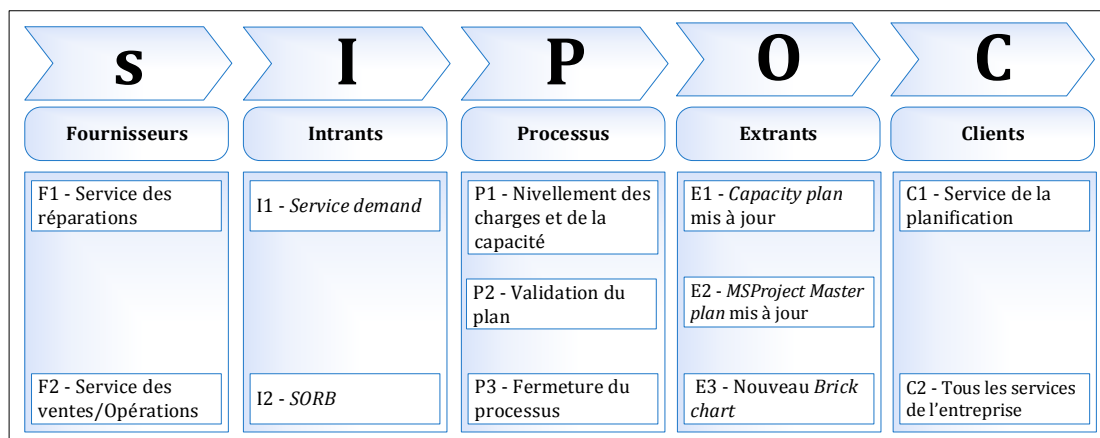 s
I
P
O
C
Fournisseurs
Intrants
Processus
Extrants
Clients
F1 - Service des
réparations
F2 - Service des
ventes/Opérations
I1 - Service demand
I2 - SORB
P1 - Nivellement des
charges et de la
capacité
P2 - Validation du
plan
P3 - Fermeture du
processus
E1 - Capacity plan
mis à jour
E2 - MSProject Master
plan mis à jour
E3 - Nouveau Brick
chart
C1 - Service de la
planification
C2 - Tous les services
de l’entreprise